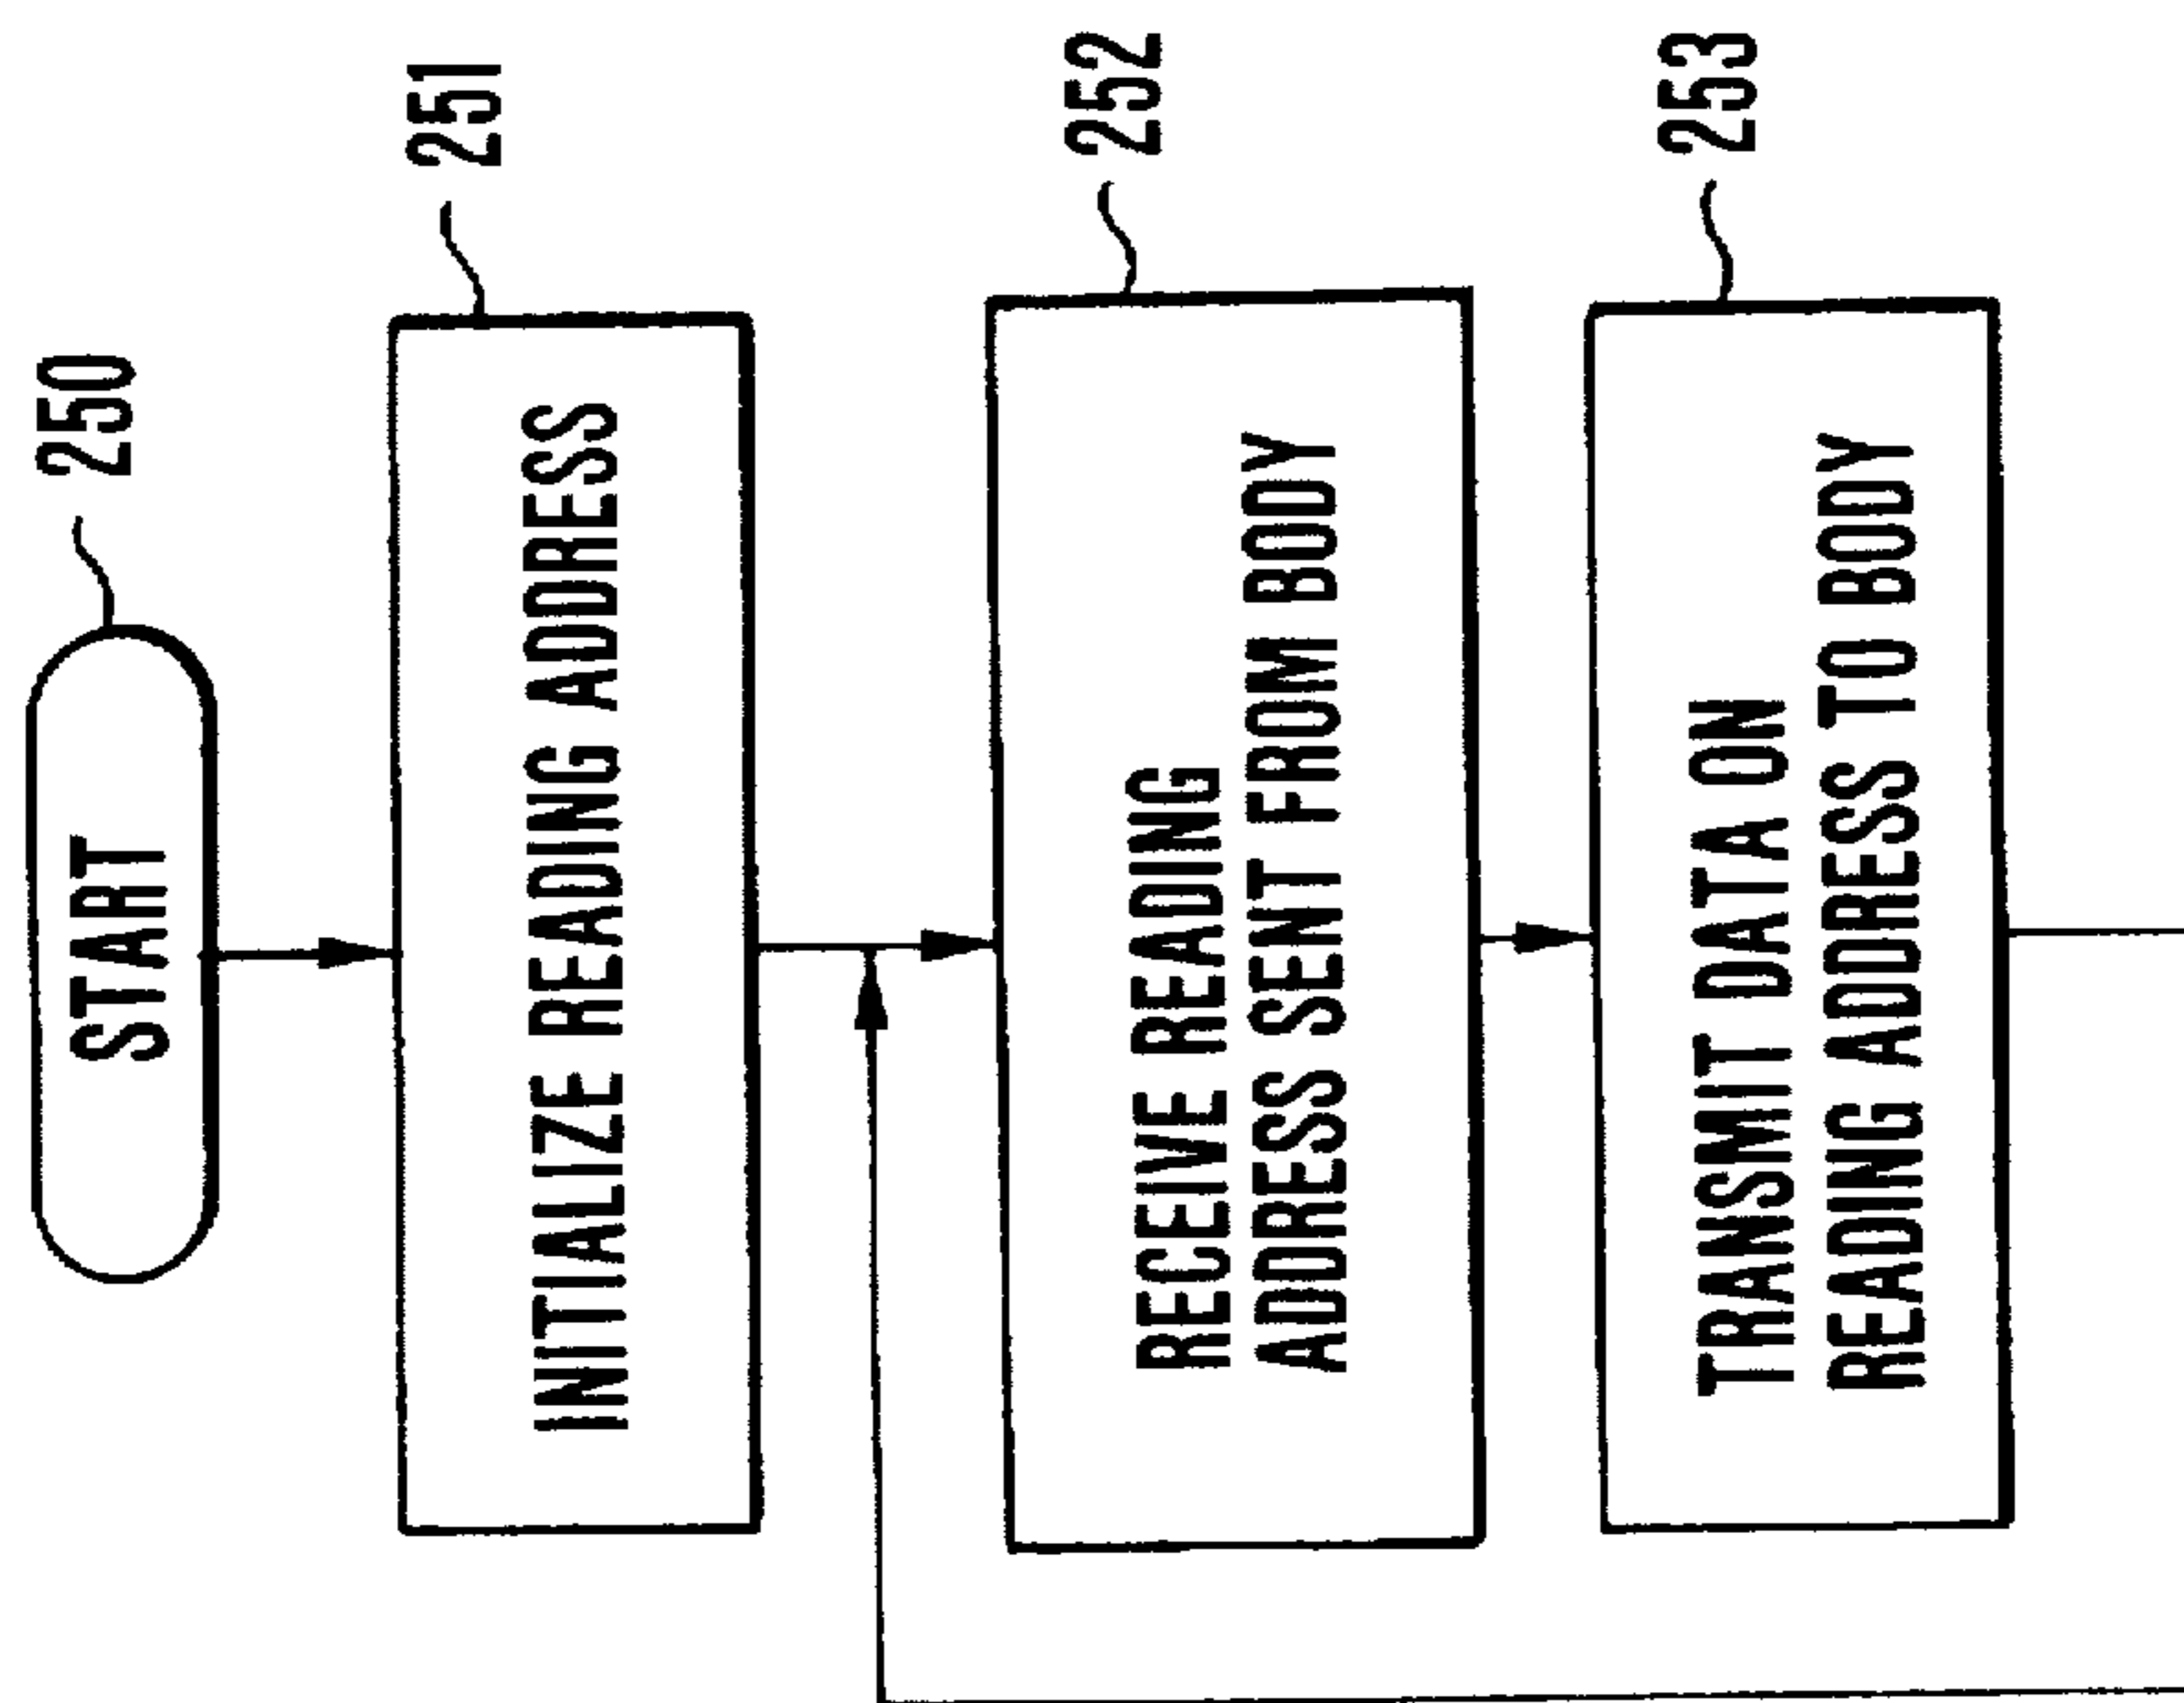 START
250
INITIALIZE READING ADDRESS
251
RECEIVE READING
ADDRESS SENT FROM BODY
252
TRANSMIT DATA ON
READING ADDRESS TO BODY
253